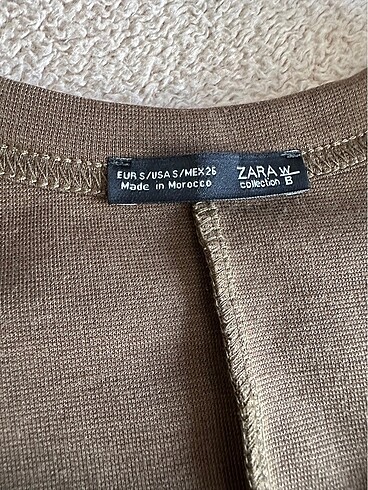 EUR S/USA S/MEX 26
Made in Morocco
ZARA W/B
collection